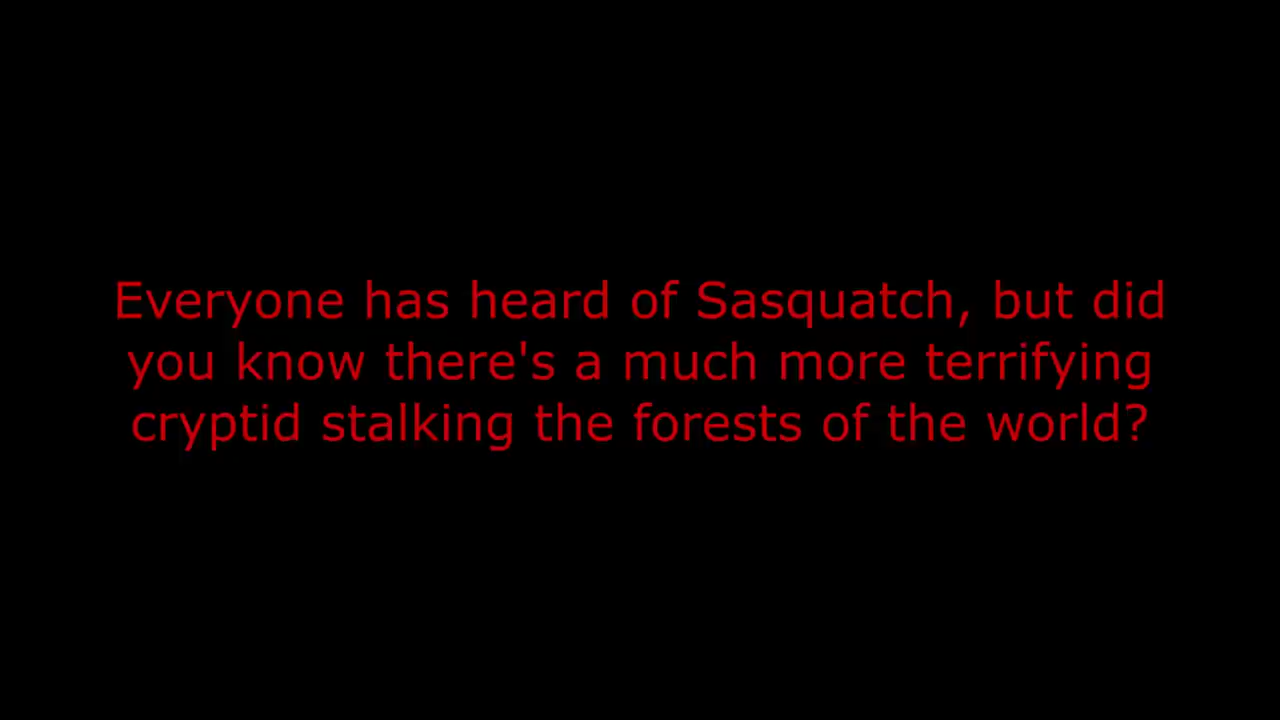 Everyone has heard of Sasquatch, but did
you know there's a much more terrifying
cryptid stalking the forests of the world?